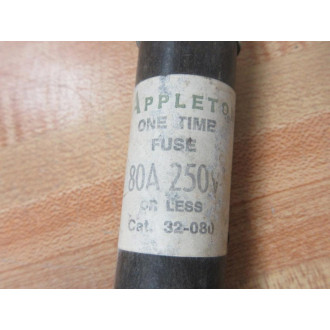 APPLETO
ONE TIME
FUSE
80A 250V
OR LESS
Cat. 32-080